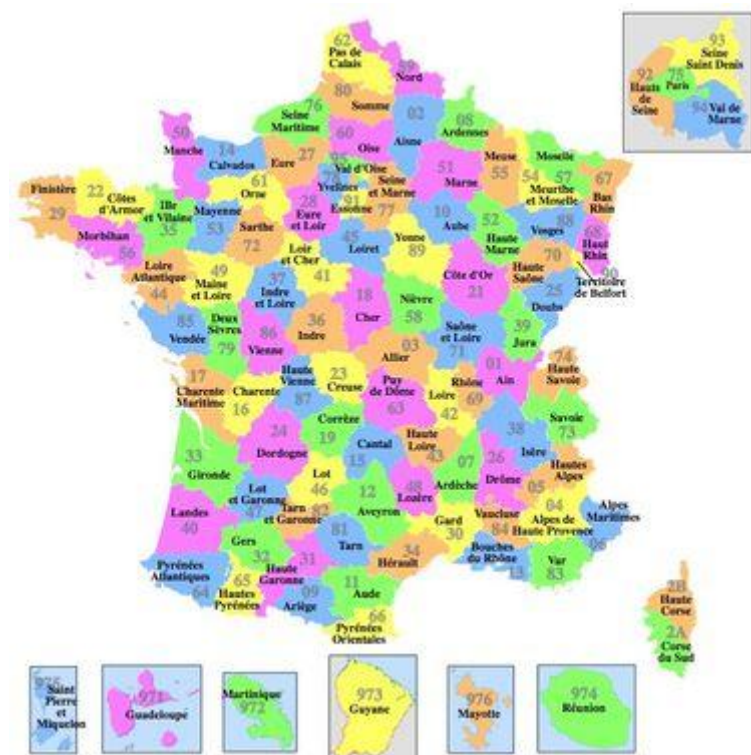 62
Pas de
Calais
59
Nord
93
Seine
Saint Denis
92
Hauts
de
Seine
75
Paris
94 Val de
Marne
80
Somme
76
Seine
Maritime
02
Aisne
08
Ardennes
60
Oise
50
Manche
14
Calvados
27
Eure
95
Val d'Oise
78
Yvelines
91
Essonne
Seine
et Marne
77
51
Marne
Meuse
55
Moselle
57
54
Meurthe
et Moselle
67
Bas
Rhin
Finistère
29
22
Côtes
d'Armor
Ille
et Vilaine
35
Mayenne
53
61
Orne
28
Eure
et Loir
10
Aube
52
Haute
Marne
88
Vosges
68
Haut
Rhin
Morbihan
56
Sarthe
72
Loir
et Cher
41
45
Loiret
Yonne
89
70
Haute
Saône
90
Territoire
de Belfort
Loire
Atlantique
44
49
Maine
et Loire
37
Indre
et Loire
18
Cher
Nièvre
58
Côte d'Or
21
25
Doubs
85
Vendée
Deux
Sèvres
79
86
Vienne
36
Indre
03
Allier
Saône
et Loire
71
39
Jura
17
Charente
Maritime
Charente
16
Haute
Vienne
87
23
Creuse
Puy
de Dôme
63
Loire
42
Rhône
69
01
Ain
74
Haute
Savoie
Savoie
73
33
Gironde
24
Dordogne
Corrèze
19
Cantal
15
Haute
Loire
43
07
Ardèche
26
Drôme
38
Isère
Hautes
Alpes
05
Landes
40
Lot
et Garonne
47
Lot
46
Tarn
et Garonne
82
12
Aveyron
48
Lozère
Gard
30
Vaucluse
84
04
Alpes de
Haute Provence
Alpes
Maritimes
06
Gers
32
81
Tarn
34
Hérault
Bouches
du Rhône
13
Var
83
Pyrénées
Atlantiques
64
65
Hautes
Pyrénées
31
Haute
Garonne
09
Ariège
11
Aude
66
Pyrénées
Orientales
2B
Haute
Corse
2A
Corse
du Sud
975
Saint
Pierre
et
Miquelon
971
Guadeloupe
Martinique
972
973
Guyane
976
Mayotte
974
Réunion